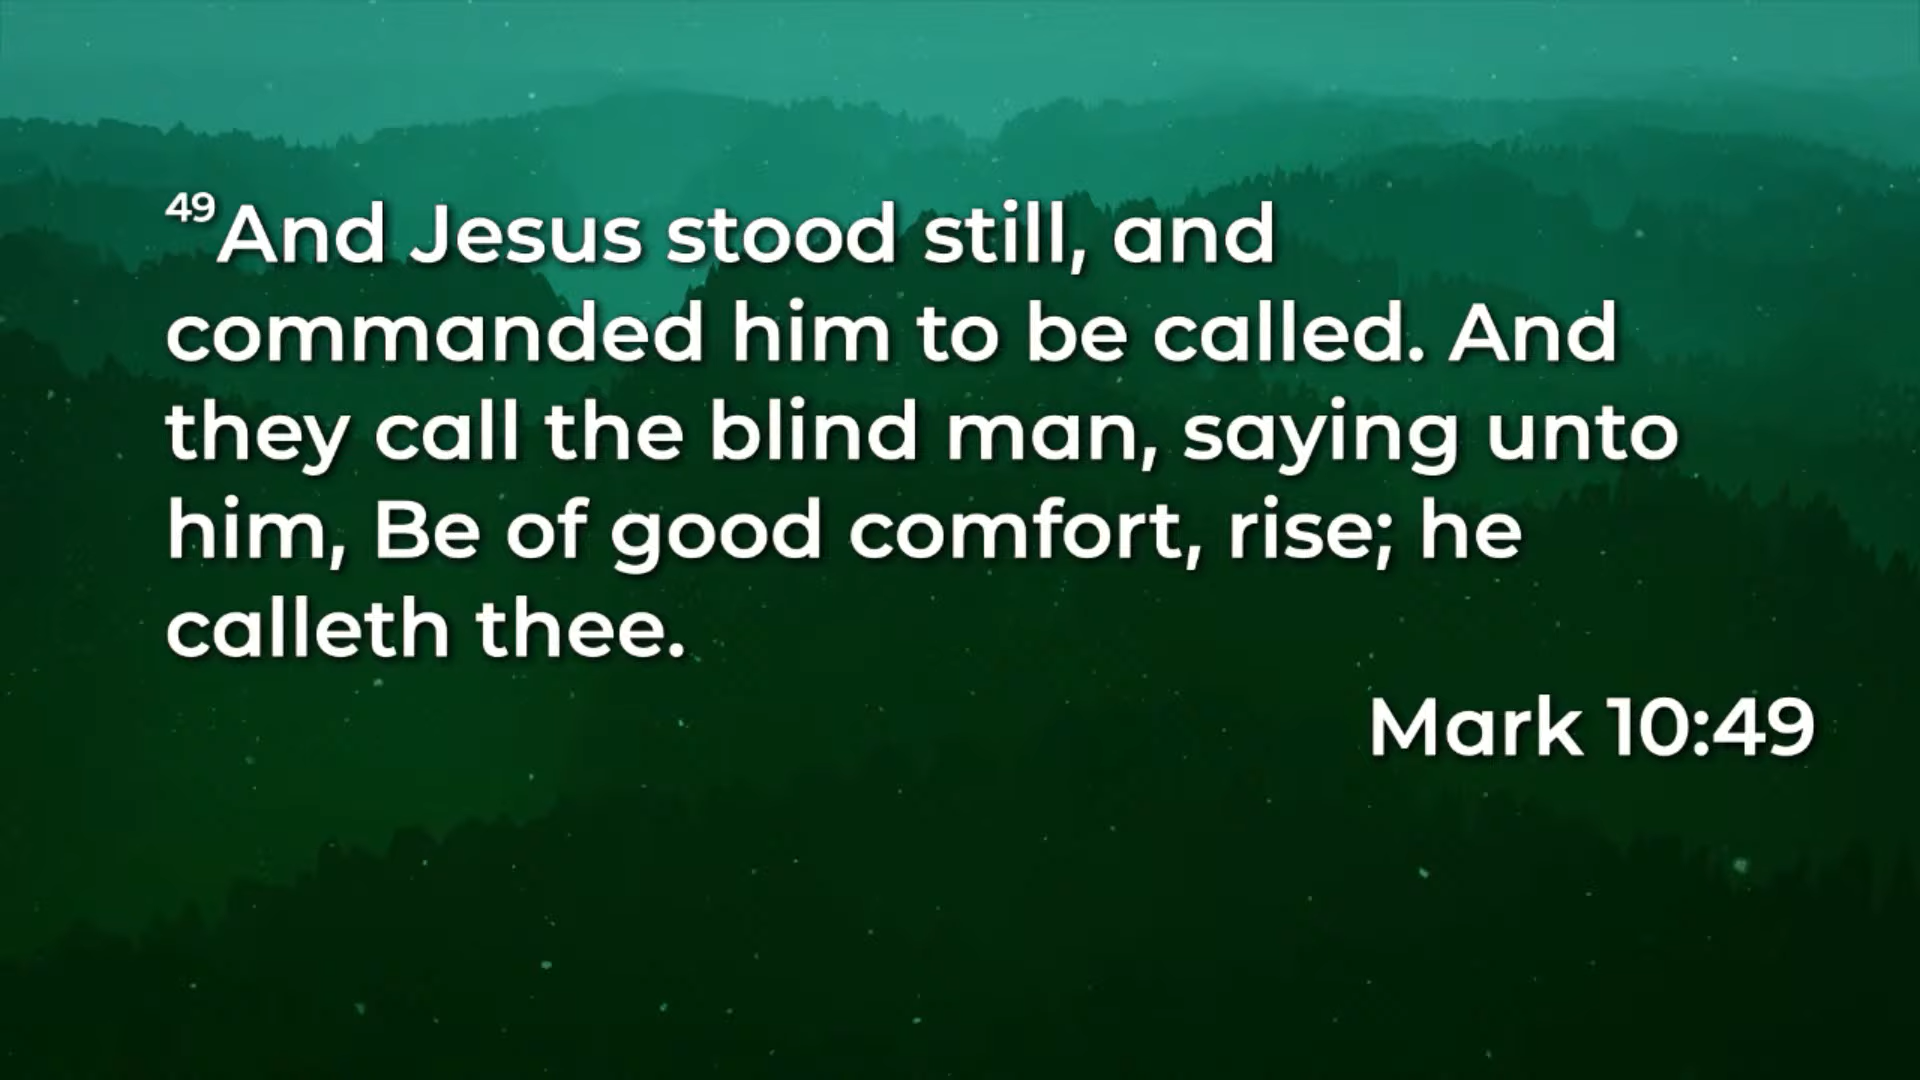 49And Jesus stood still, and
commanded him to be called. And
they call the blind man, saying unto
him, Be of good comfort, rise; he
calleth thee.
Mark 10:49